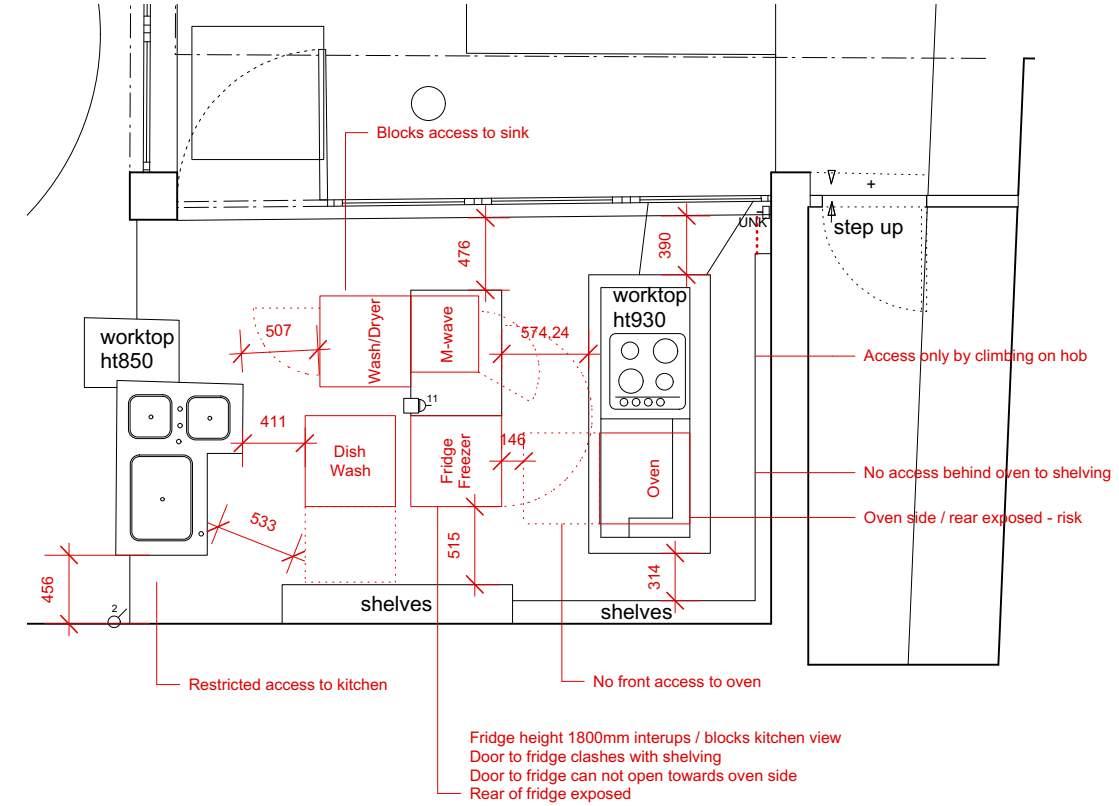 Blocks access to sink
UNK
step up
476
390
worktop
ht930
worktop
ht850
507
Wash/Dryer
M-wave
574,24
Access only by climbing on hob
11
411
146
Dish
Wash
Fridge
Freezer
Oven
No access behind oven to shelving
Oven side / rear exposed - risk
533
515
314
456
shelves
shelves
2
Restricted access to kitchen
No front access to oven
Fridge height 1800mm interups / blocks kitchen view
Door to fridge clashes with shelving
Door to fridge can not open towards oven side
Rear of fridge exposed